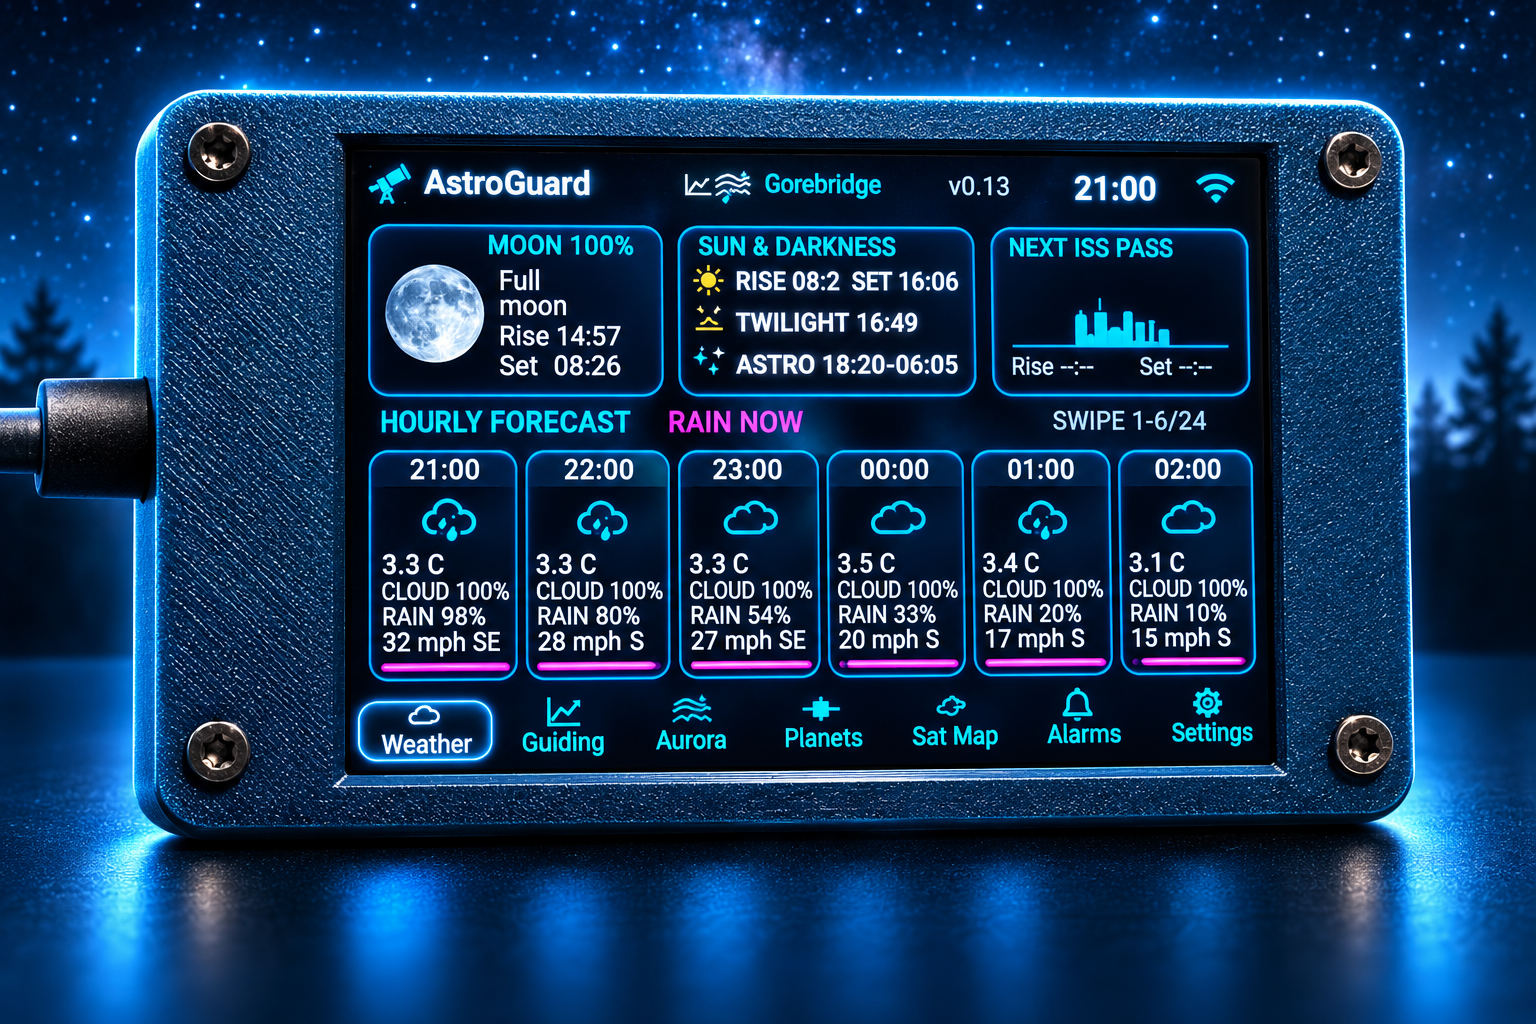 AstroGuard
Gorebridge
v0.13
21:00
MOON 100%
Full
moon
Rise 14:57
Set 08:26
SUN & DARKNESS
RISE 08:2 SET 16:06
TWILIGHT 16:49
ASTRO 18:20-06:05
NEXT ISS PASS
Rise --:-- Set --:--
HOURLY FORECAST RAIN NOW SWIPE 1-6/24
21:00
3.3 C
CLOUD 100%
RAIN 98%
32 mph SE
22:00
3.3 C
CLOUD 100%
RAIN 80%
28 mph S
23:00
3.3 C
CLOUD 100%
RAIN 54%
27 mph SE
00:00
3.5 C
CLOUD 100%
RAIN 33%
20 mph S
01:00
3.4 C
CLOUD 100%
RAIN 20%
17 mph S
02:00
3.1 C
CLOUD 100%
RAIN 10%
15 mph S
Weather
Guiding
Aurora
Planets
Sat Map
Alarms
Settings